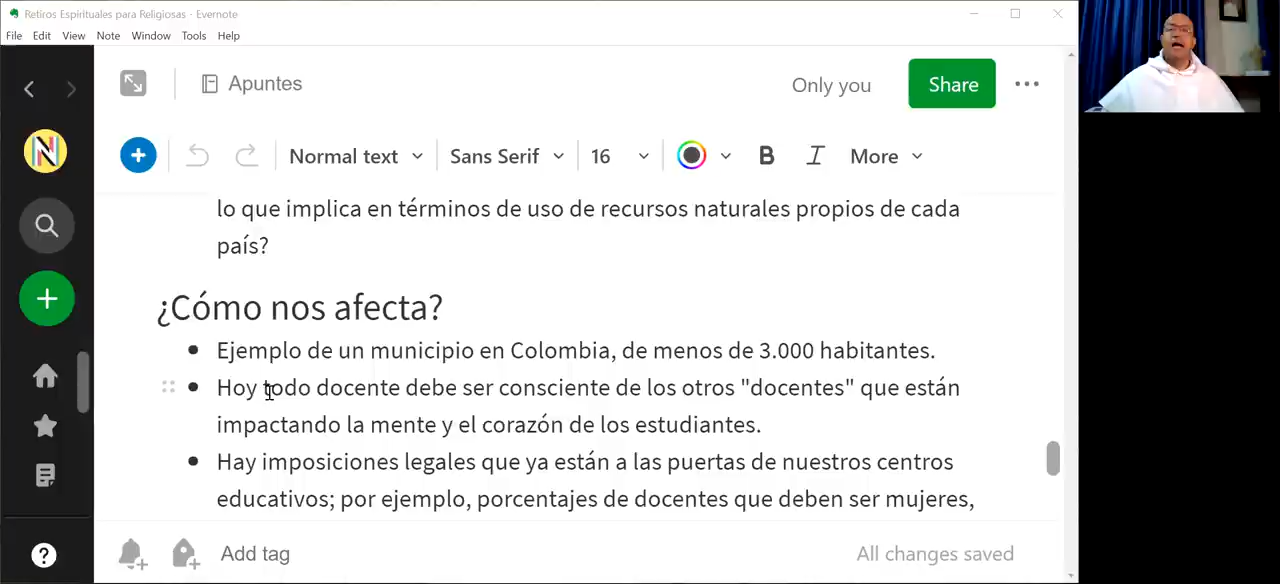 Retiros Espirituales para Religiosas - Evernote
File Edit View Note Window Tools Help
Apuntes
Only you
Share
Normal text
Sans Serif
16
B
I
More
lo que implica en términos de uso de recursos naturales propios de cada
país?
¿Cómo nos afecta?
Ejemplo de un municipio en Colombia, de menos de 3.000 habitantes.
Hoy todo docente debe ser consciente de los otros "docentes" que están
impactando la mente y el corazón de los estudiantes.
Hay imposiciones legales que ya están a las puertas de nuestros centros
educativos; por ejemplo, porcentajes de docentes que deben ser mujeres,
Add tag
All changes saved